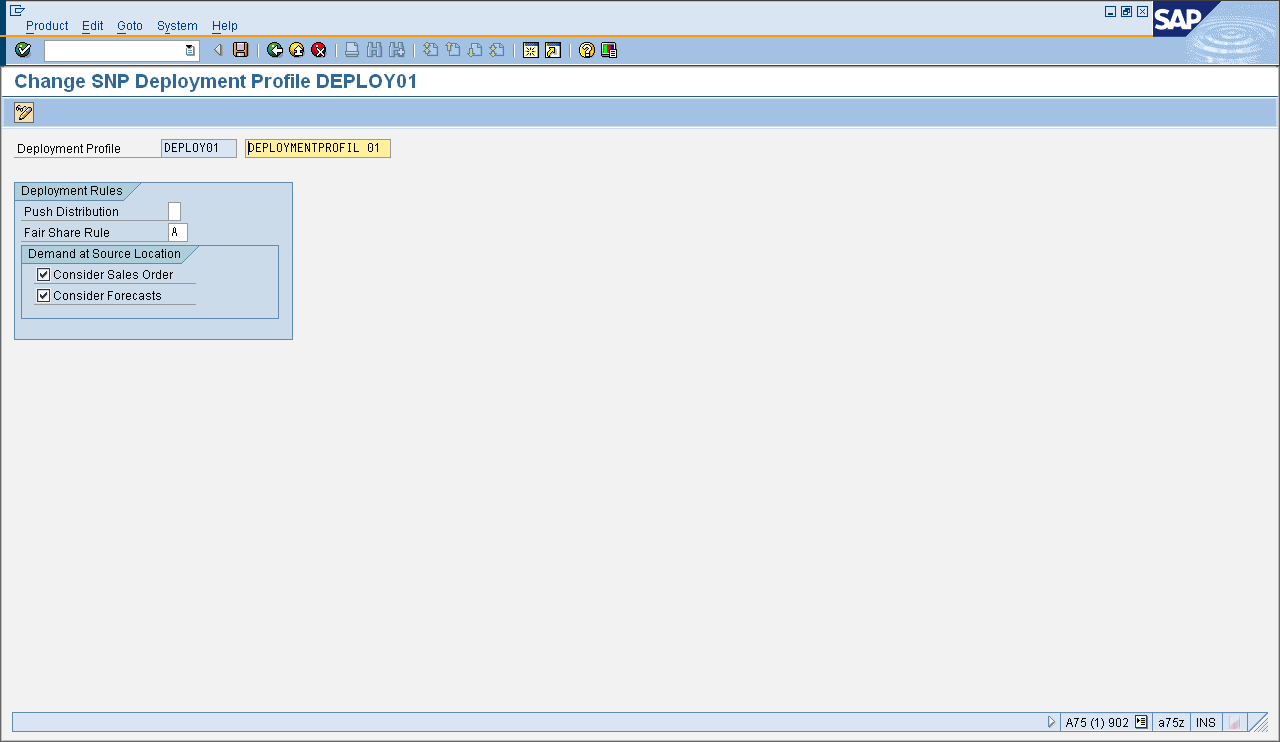 Product Edit Goto System Help
SAP
Change SNP Deployment Profile DEPLOY01
Deployment Profile DEPLOY01 DEPLOYMENTPROFIL 01
Deployment Rules
Push Distribution
Fair Share Rule A
Demand at Source Location
Consider Sales Order
Consider Forecasts
A75 (1) 902 a75z INS